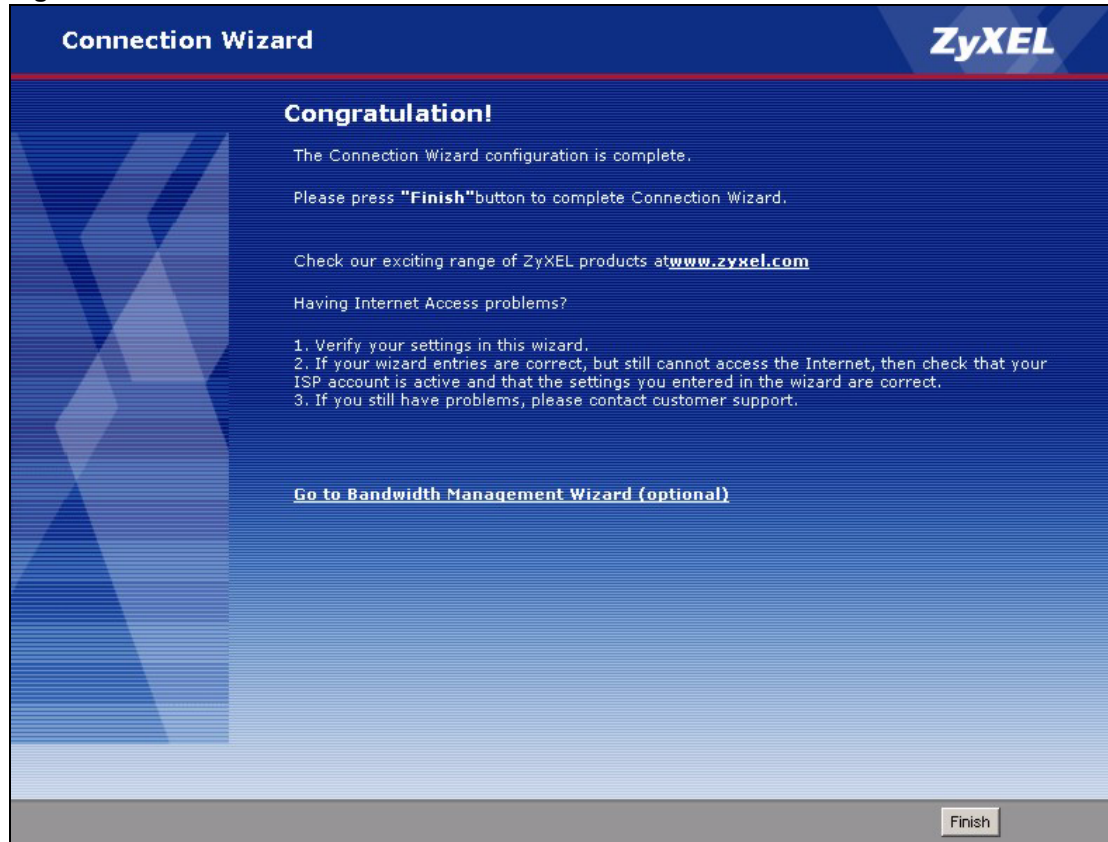 Connection Wizard
ZyXEL
Congratulation!
The Connection Wizard configuration is complete.
Please press "Finish"button to complete Connection Wizard.
Check our exciting range of ZyXEL products atwww.zyxel.com
Having Internet Access problems?
1. Verify your settings in this wizard.
2. If your wizard entries are correct, but still cannot access the Internet, then check that your
ISP account is active and that the settings you entered in the wizard are correct.
3. If you still have problems, please contact customer support.
Go to Bandwidth Management Wizard (optional)
Finish